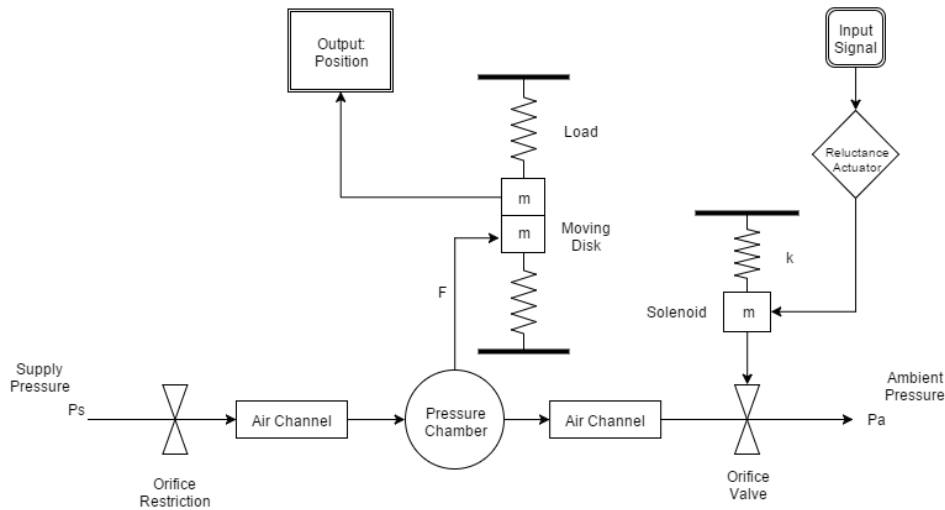 Output:
Position
Input
Signal
Load
Reluctance
Actuator
m
m
Moving
Disk
k
F
Solenoid
m
Supply
Pressure
Ps
Air Channel
Pressure
Chamber
Air Channel
Ambient
Pressure
Pa
Orifice
Restriction
Orifice
Valve